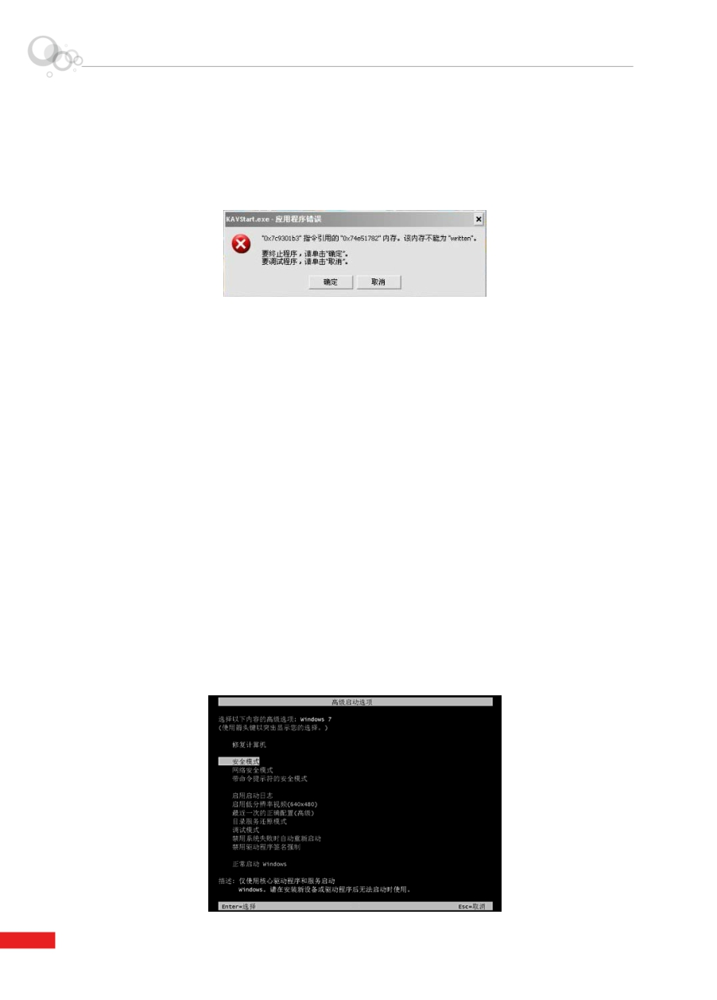 KAVStart.exe - 应用程序错误
"0x7c9301b3" 指令引用的 "0x74e51782" 内存。该内存不能为 "written"。
要终止程序，请单击"确定"。
要调试程序，请单击"取消"。
确定 取消
高级启动选项
选择以下内容的高级选项: Windows 7
(使用箭头键以突出显示您的选择。)
修复计算机
安全模式
网络安全模式
带命令提示符的安全模式
启用启动日志
启用低分辨率视频(640x480)
最近一次的正确配置(高级)
目录服务还原模式
调试模式
禁用系统失败时自动重新启动
禁用驱动程序签名强制
正常启动 Windows
描述: 仅使用核心驱动程序和服务启动
Windows。请在安装新设备或驱动程序后无法启动时使用。
Enter=选择 Esc=取消